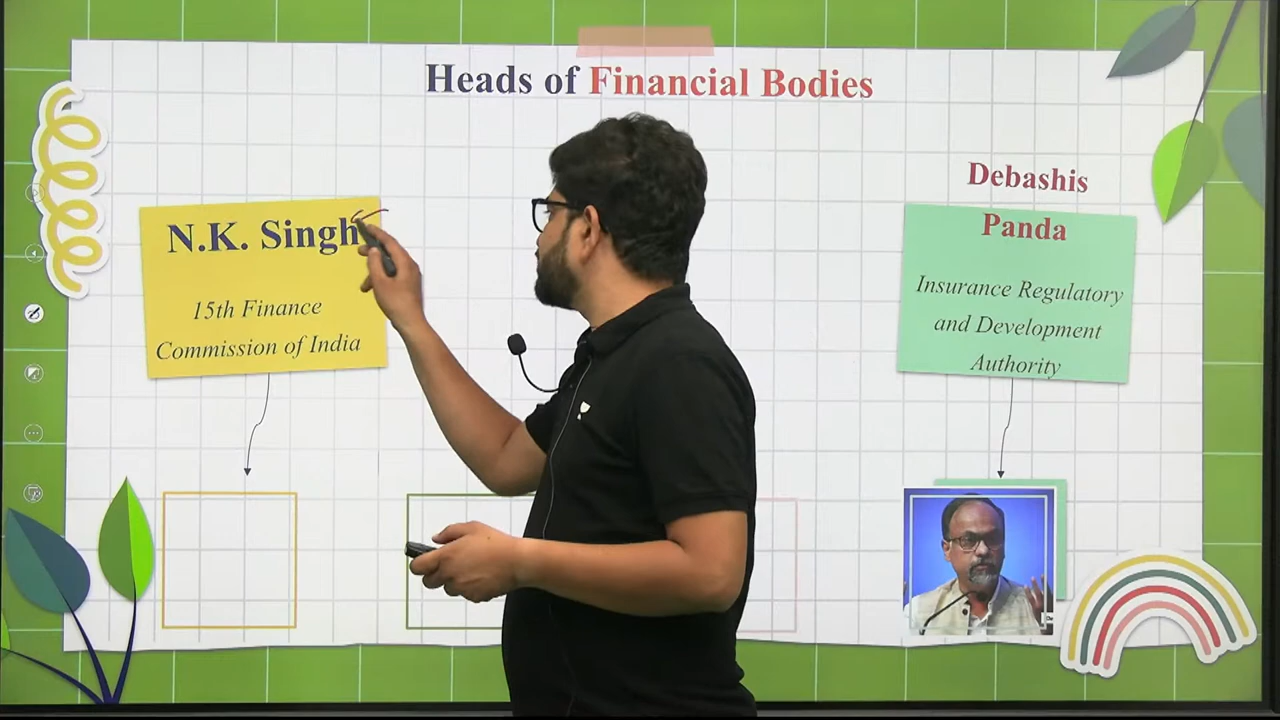 Heads of Financial Bodies
N.K. Singh
15th Finance
Commission of India
Debashis
Panda
Insurance Regulatory
and Development
Authority